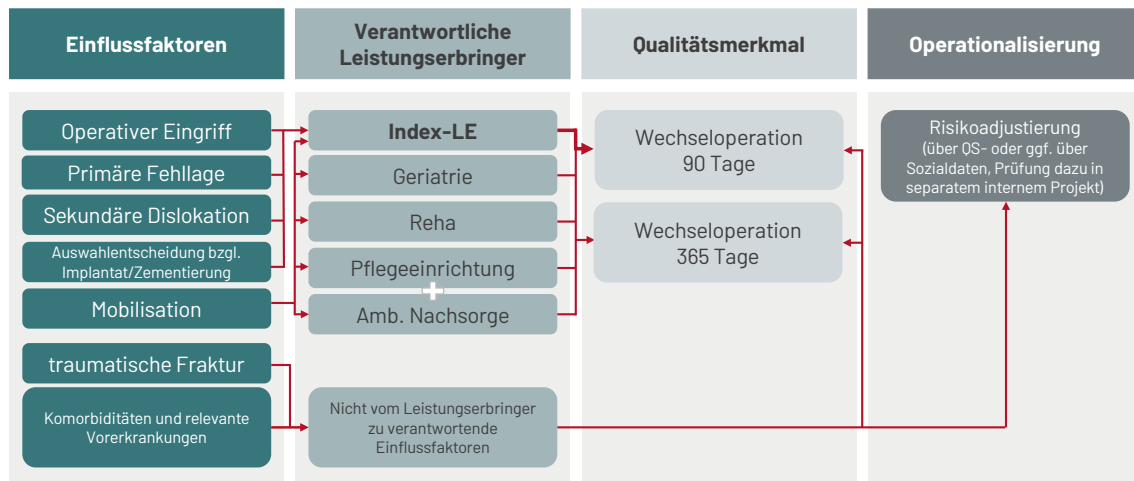 Einflussfaktoren
Verantwortliche
Leistungserbringer
Qualitätsmerkmal
Operationalisierung
Operativer Eingriff
Primäre Fehllage
Sekundäre Dislokation
Auswahlentscheidung bzgl.
Implantat/Zementierung
Mobilisation
traumatische Fraktur
Komorbiditäten und relevante
Vorerkrankungen
Index-LE
Geriatrie
Reha
Pflegeeinrichtung
+
Amb. Nachsorge
Nicht vom Leistungserbringer
zu verantwortende
Einflussfaktoren
Wechseloperation
90 Tage
Wechseloperation
365 Tage
Risikoadjustierung
(über QS- oder ggf. über
Sozialdaten, Prüfung dazu in
separatem internem Projekt)